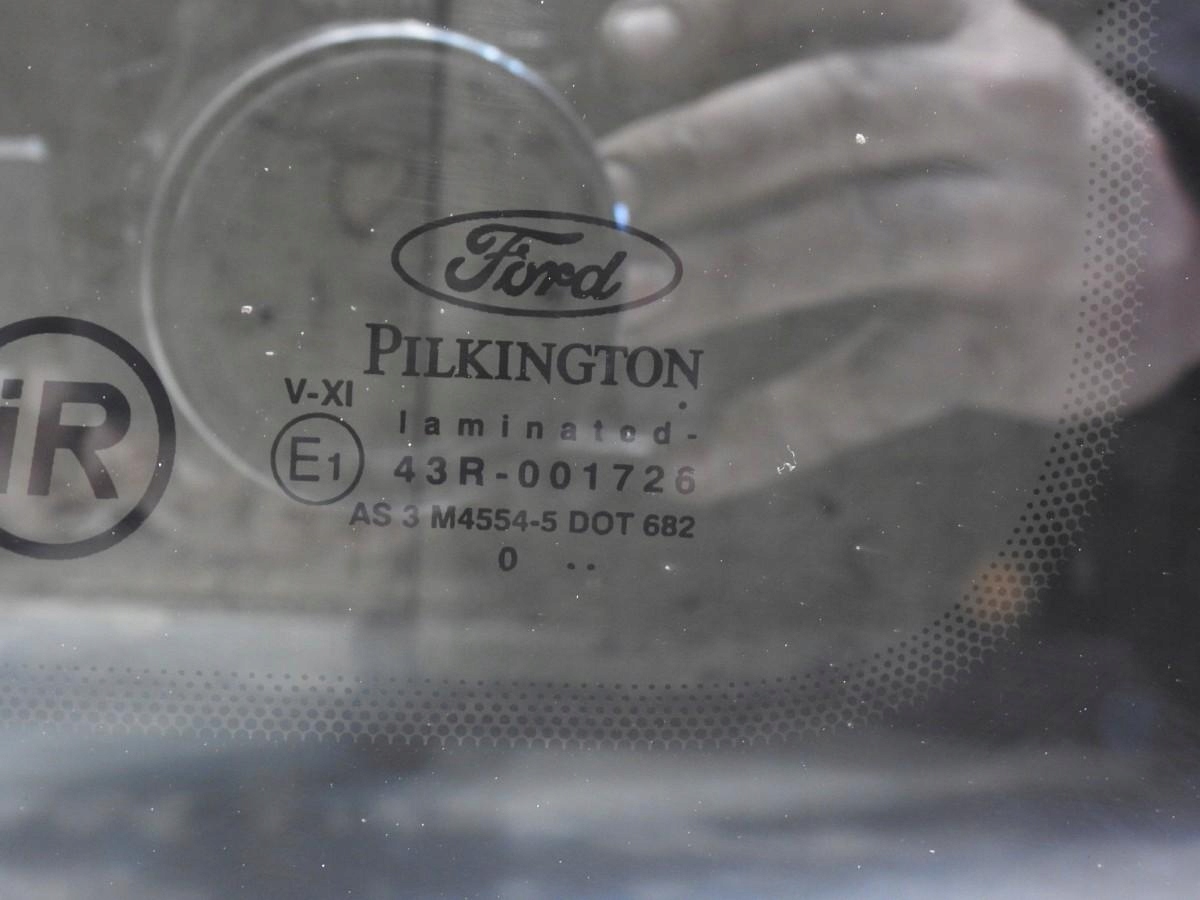 Ford
PILKINGTON
V-XI
laminated-
E1
43R-001726
iR
AS 3 M4554-5 DOT 682
0 ..